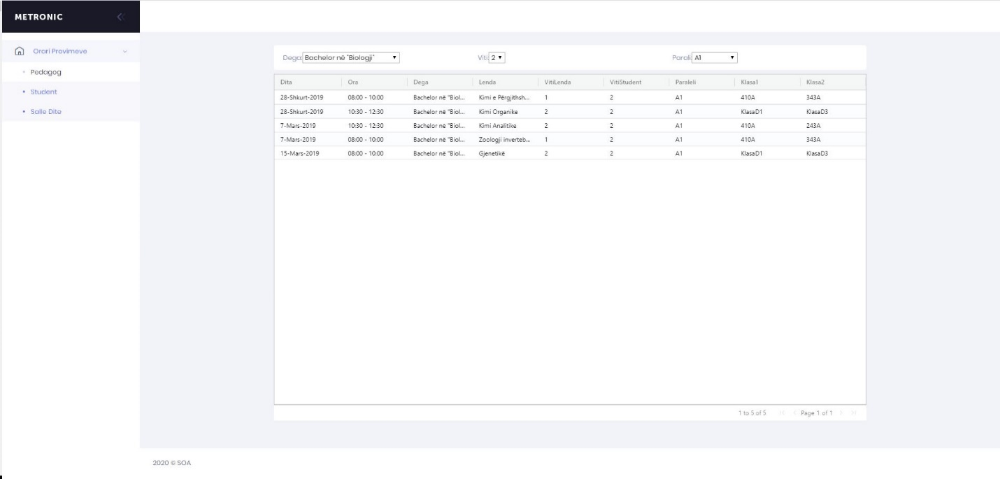 METRONIC
Orari Provimeve
Pedagog
Student
Salle Dite
Dega: Bachelor në "Biologji" Viti: 2 Parali: A1
Dita Ora Dega Lenda VitiLenda VitiStudent Paraleli Klasa1 Klasa2
28-Shkurt-2019 08:00 - 10:00 Bachelor në "Biol... Kimi e Përgjithsh... 1 2 A1 410A 343A
28-Shkurt-2019 10:30 - 12:30 Bachelor në "Biol... Kimi Organike 2 2 A1 KlasaD1 KlasaD3
7-Mars-2019 10:30 - 12:30 Bachelor në "Biol... Kimi Analitike 2 2 A1 410A 243A
7-Mars-2019 08:00 - 10:00 Bachelor në "Biol... Zoologji inverteb... 1 2 A1 410A 343A
15-Mars-2019 08:00 - 10:00 Bachelor në "Biol... Gjenetikë 2 2 A1 KlasaD1 KlasaD3
1 to 5 of 5 Page 1 of 1
2020 © SOA